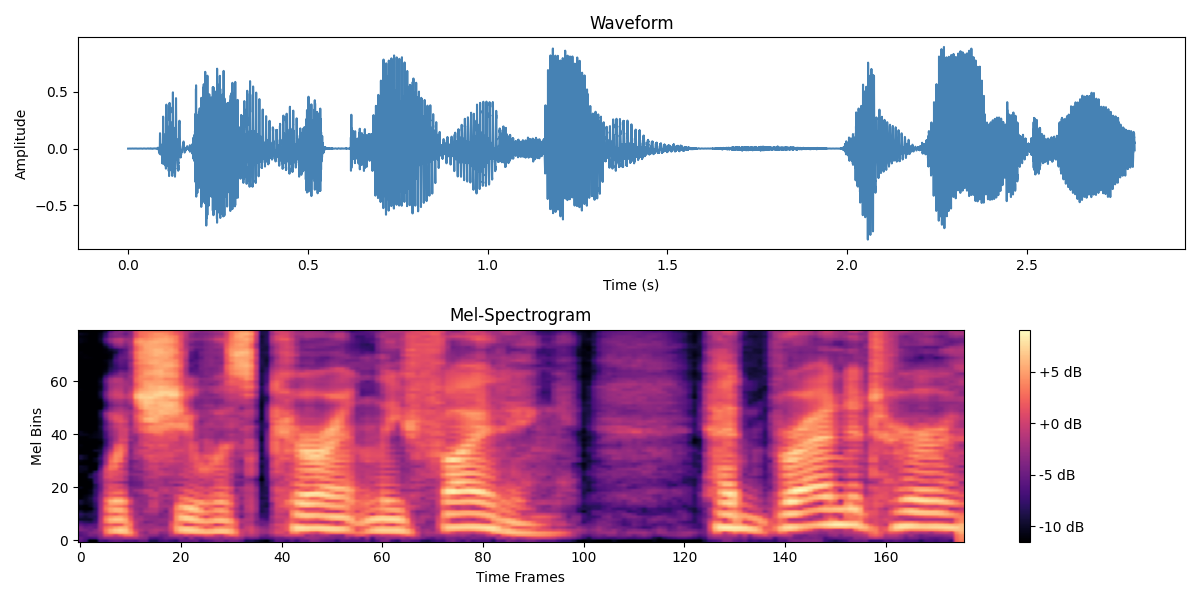 Waveform
0.5
0.0
−0.5
Amplitude
0.0 0.5 1.0 1.5 2.0 2.5
Time (s)
Mel-Spectrogram
60
40
20
0
Mel Bins
0 20 40 60 80 100 120 140 160
Time Frames
+5 dB
+0 dB
-5 dB
-10 dB